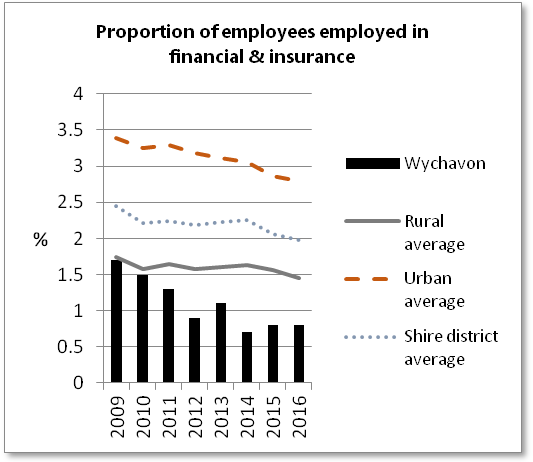 Proportion of employees employed in
financial & insurance
4
3.5
3
2.5
2
1.5
1
0.5
0
%
2009
2010
2011
2012
2013
2014
2015
2016
Wychavon
Rural
average
Urban
average
Shire district
average